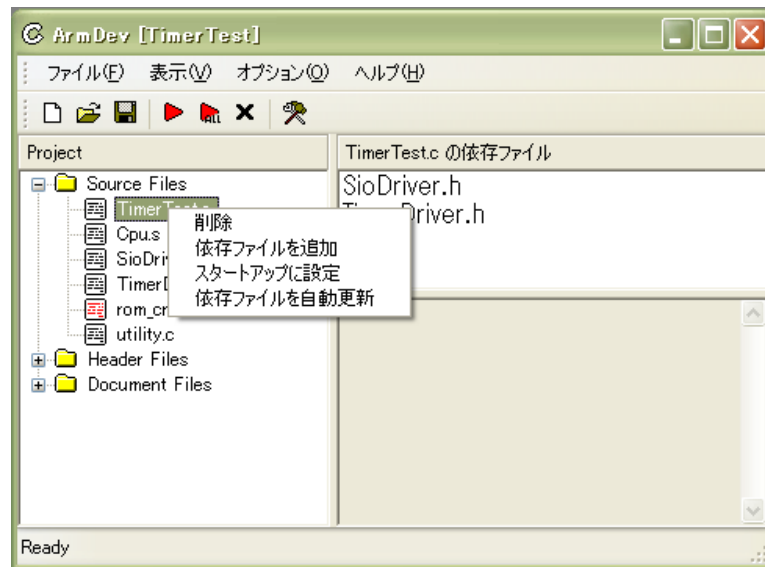 ArmDev [TimerTest]
ファイル(F) 表示(V) オプション(O) ヘルプ(H)
ALL
Project
TimerTest.c の依存ファイル
Source Files
Cpu.s
utility.c
Header Files
Document Files
SioDriver.h
削除
依存ファイルを追加
スタートアップに設定
依存ファイルを自動更新
Ready